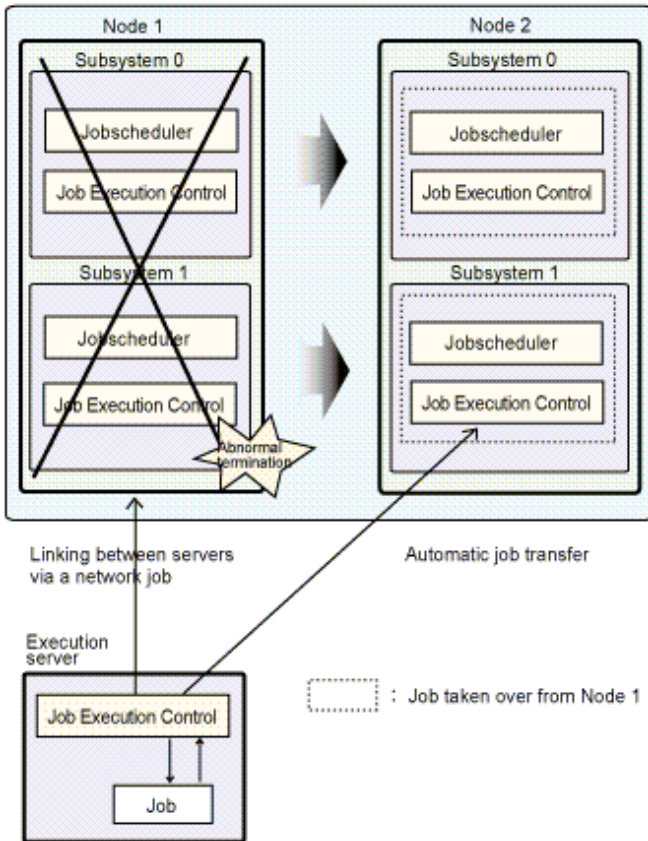 Node 1
Node 2
Subsystem 0
Jobscheduler
Job Execution Control
Subsystem 1
Jobscheduler
Job Execution Control
Abnormal
termination
Subsystem 0
Jobscheduler
Job Execution Control
Subsystem 1
Jobscheduler
Job Execution Control
Linking between servers
via a network job
Automatic job transfer
Execution
server
Job Execution Control
Job
: Job taken over from Node 1